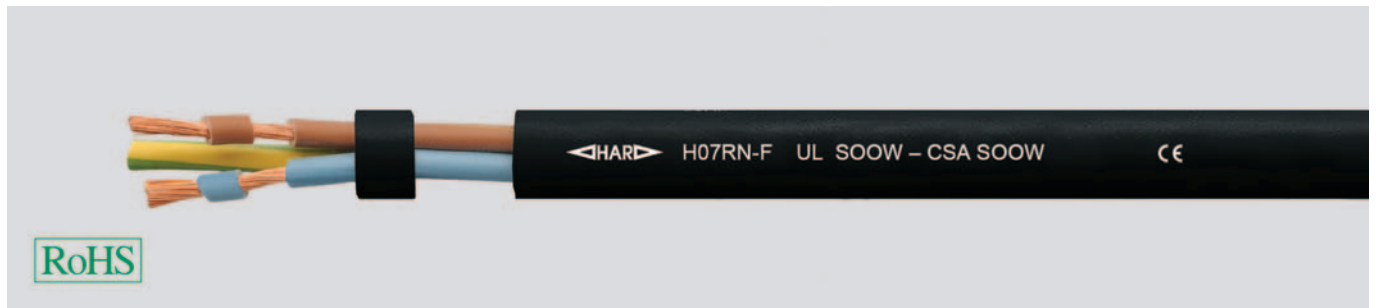 ◁HAR▷ H07RN-F UL SOOW – CSA SOOW CE
RoHS